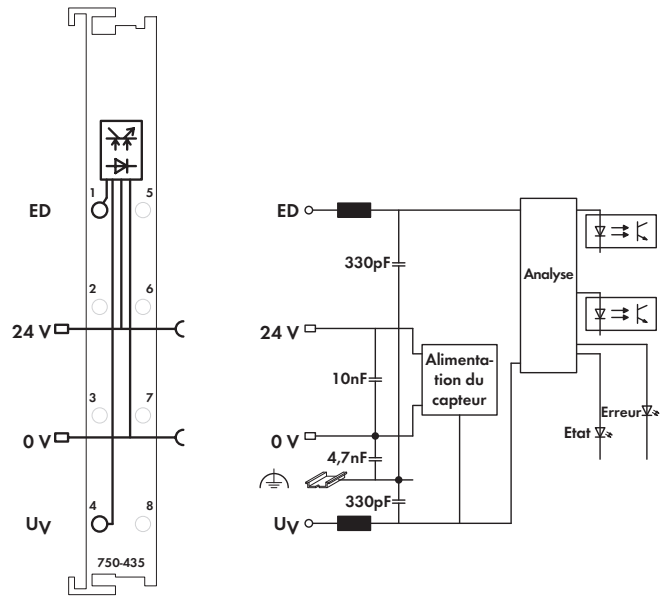 1
5
ED
2
6
24 V
3
7
0 V
4
8
UV
750-435
ED
330pF
Analyse
24 V
Alimenta-
tion du
capteur
10nF
0 V
4,7nF
330pF
UV
Erreur
Etat